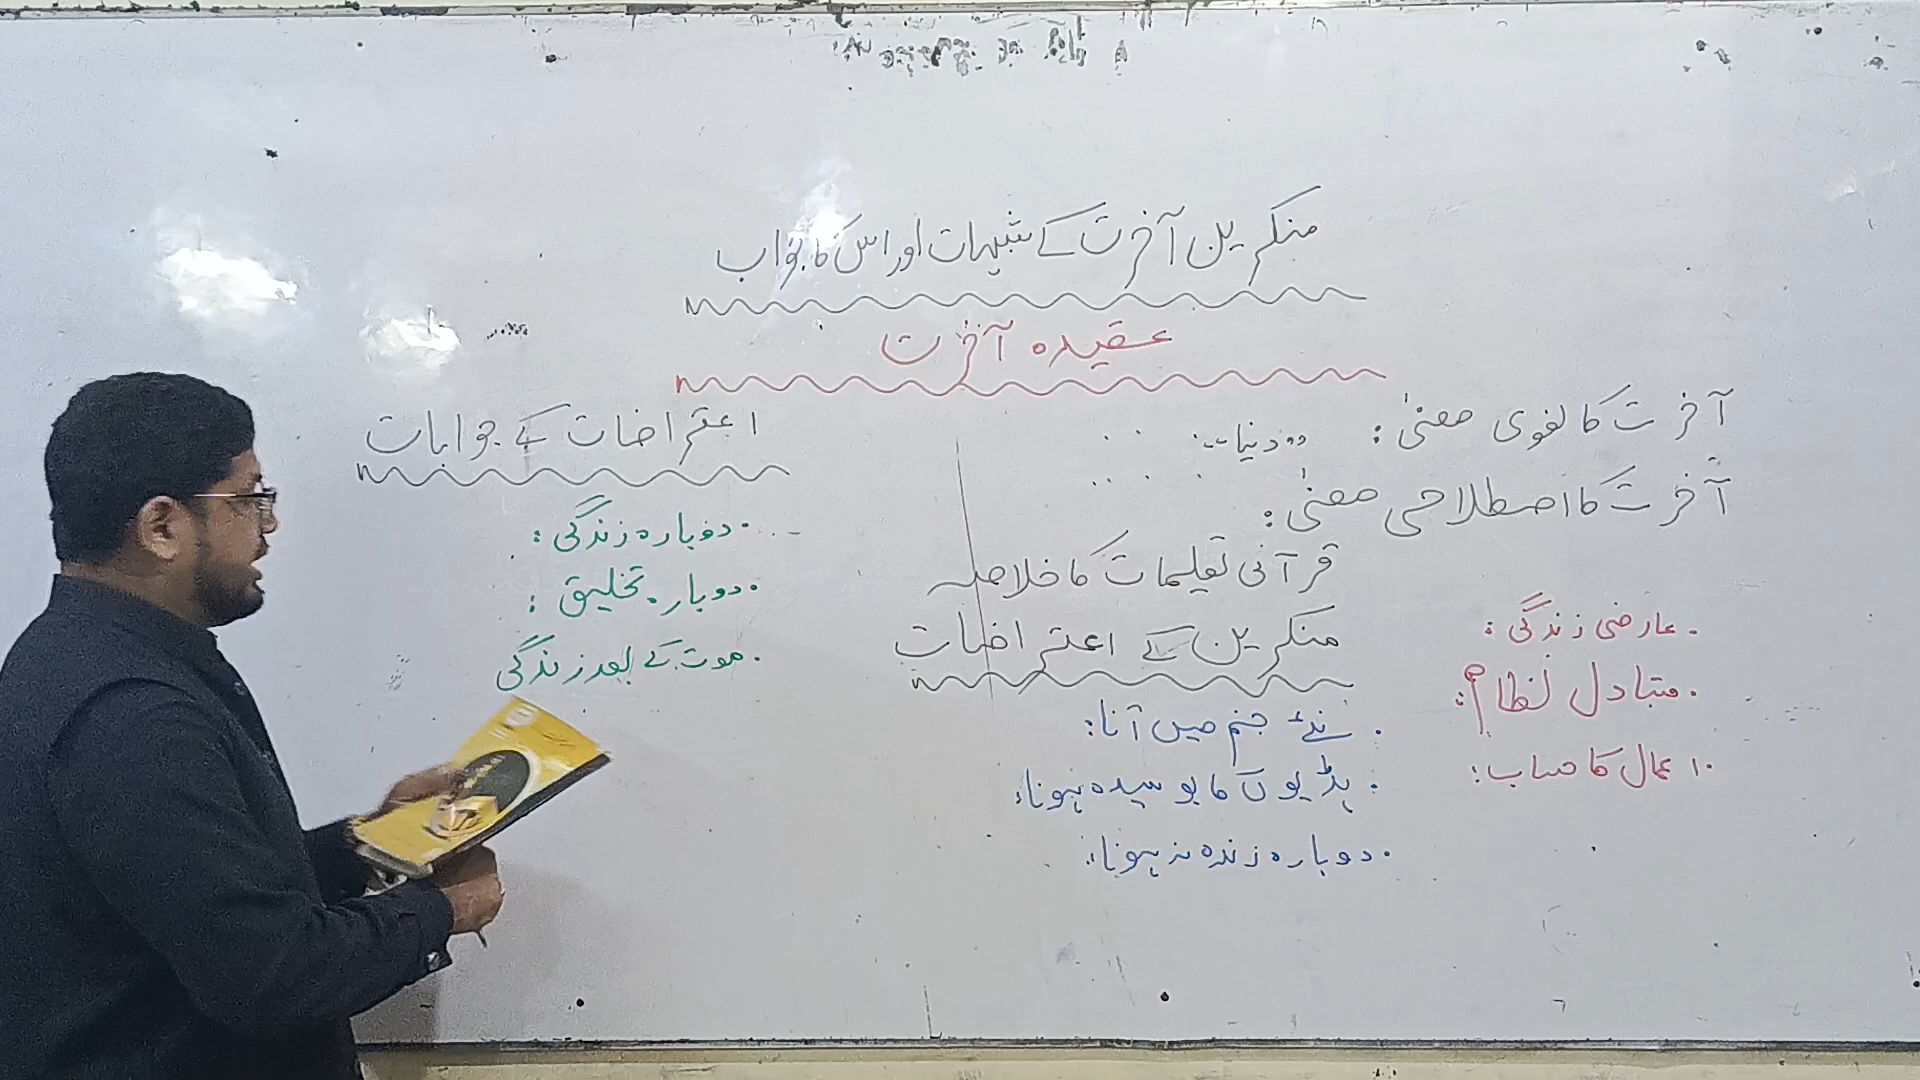 منکرین آخرت کے شبہات اور اس کا جواب
عقیدہ آخرت
آخرت کا لغوی معنیٰ: "دنیا"
آخرت کا اصطلاحی معنیٰ:
قرآنی تعلیمات کا خلاصہ
· عارضی زندگی:
· متبادل نظام:
· اعمال کا حساب:
منکرین کے اعتراضات
· نئے جنم میں آنا:
· ہڈیوں کا بوسیدہ ہونا:
· دوبارہ زندہ نہ ہونا:
اعتراضات کے جوابات
· دوبارہ زندگی:
· دوبارہ تخلیق:
· موت کے بعد زندگی